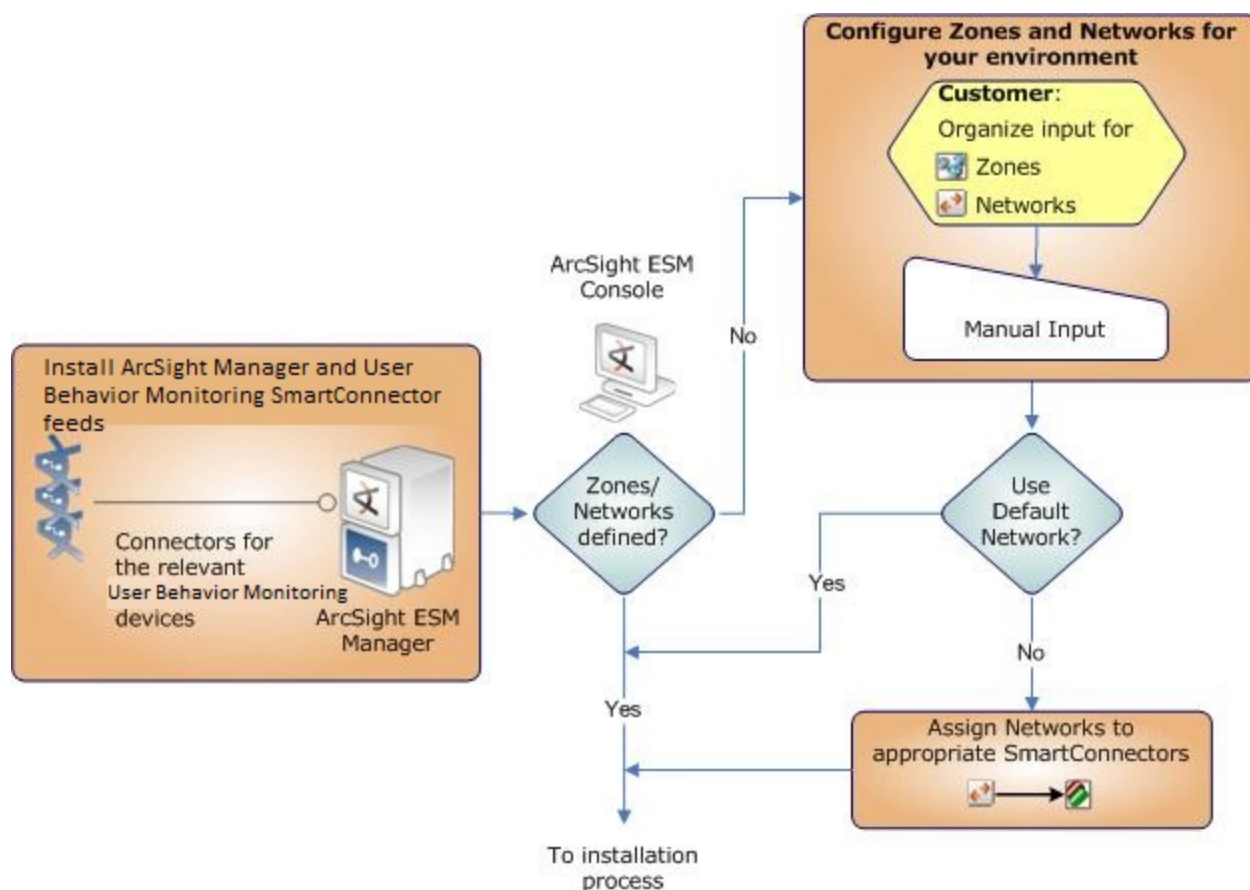 Configure Zones and Networks for
your environment
Customer:
Organize input for
Zones
Networks
Manual Input
ArcSight ESM
Console
No
Install ArcSight Manager and User
Behavior Monitoring SmartConnector
feeds
Connectors for
the relevant
User Behavior Monitoring
devices
ArcSight ESM
Manager
Zones/
Networks
defined?
Use
Default
Network?
Yes
No
Yes
Assign Networks to
appropriate SmartConnectors
To installation
process